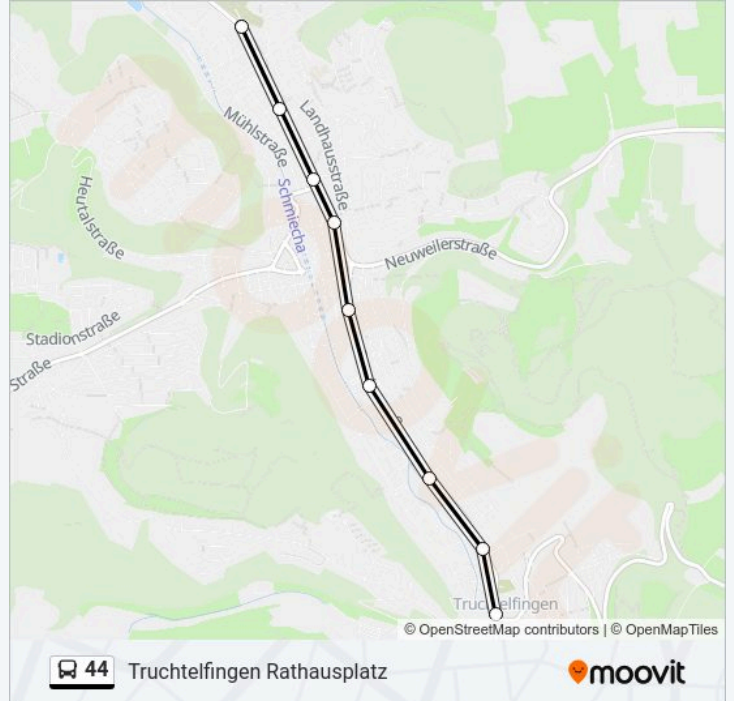 Mühlstraße
Landhausstraße
Schmiecha
Heutalstraße
Neuweilerstraße
Stadionstraße
Straße
Truchtelfingen
© OpenStreetMap contributors | © OpenMapTiles
44 Truchtelfingen Rathausplatz
moovit